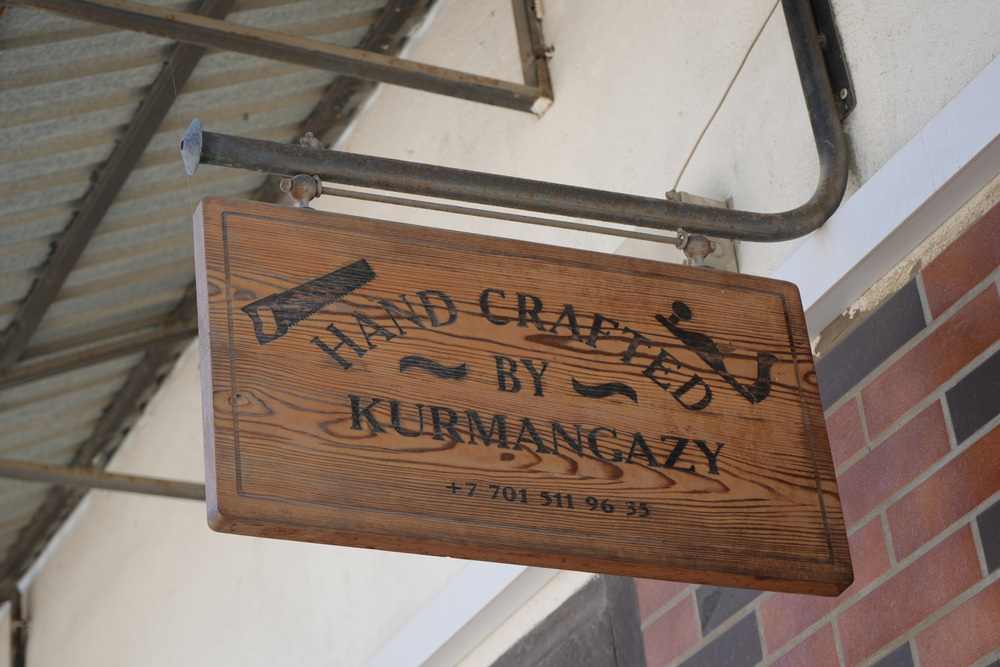 HAND CRAFTED
BY
KURMANGAZY
+7 701 511 96 35